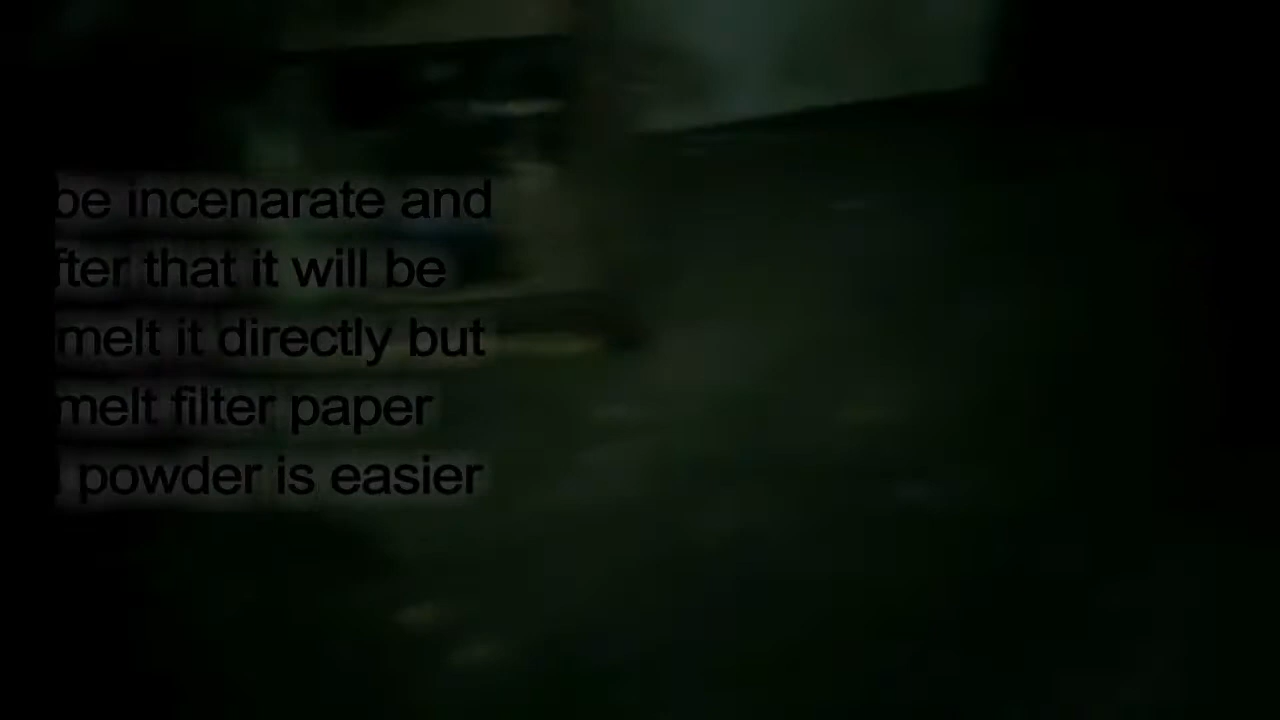 be incenarate and
fter that it will be
melt it directly but
melt filter paper
powder is easier